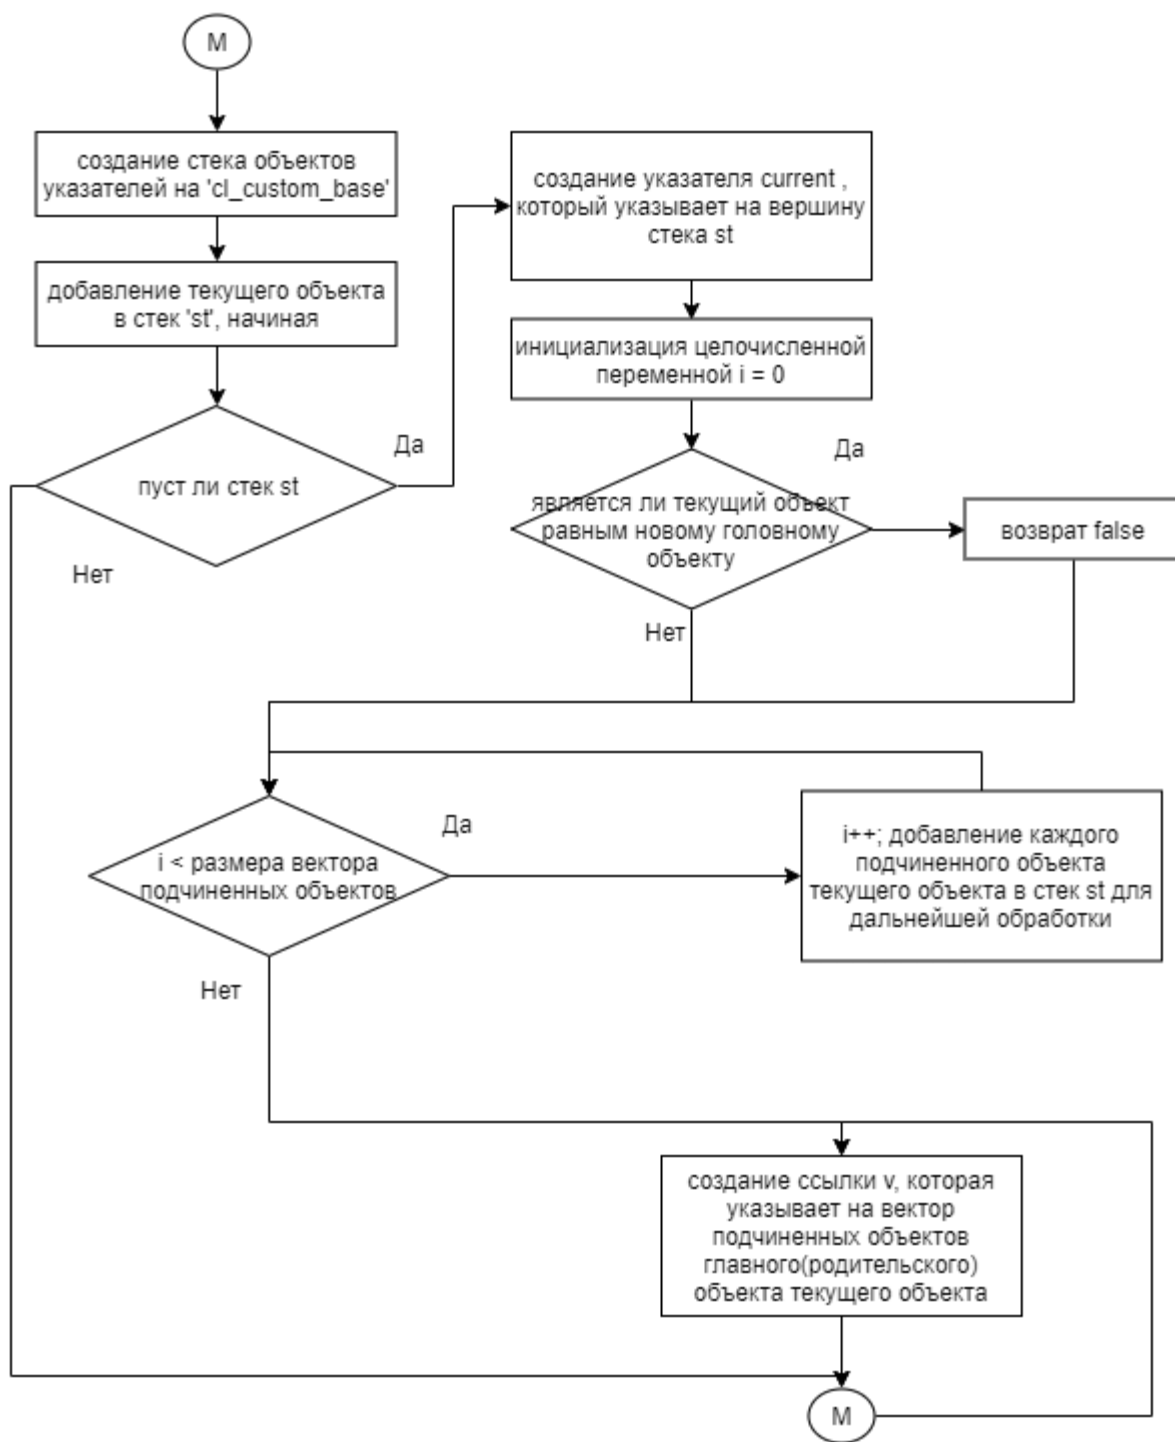 М
создание стека объектов
указателей на 'cl_custom_base'
добавление текущего объекта
в стек 'st', начиная
пуст ли стек st
Да
Нет
создание указателя current ,
который указывает на вершину
стека st
инициализация целочисленной
переменной i = 0
является ли текущий объект
равным новому головному
объекту
Да
возврат false
Нет
i < размера вектора
подчиненных объектов
Да
i++; добавление каждого
подчиненного объекта
текущего объекта в стек st для
дальнейшей обработки
Нет
создание ссылки v, которая
указывает на вектор
подчиненных объектов
главного(родительского)
объекта текущего объекта
М